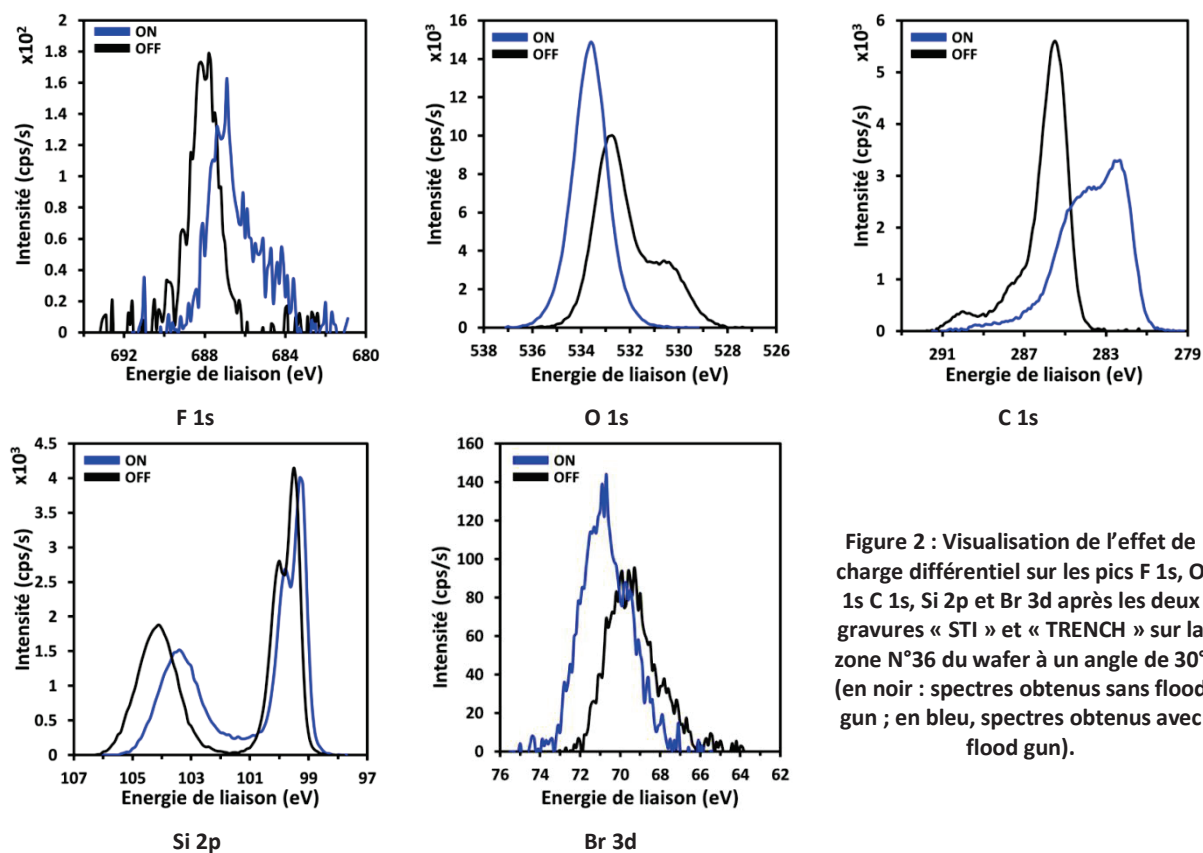 x10²
ON
OFF
2
1.8
1.6
1.4
1.2
1
0.8
0.6
0.4
0.2
0
Intensité (cps/s)
692
688
684
680
Energie de liaison (eV)
F 1s
x10³
ON
OFF
16
14
12
10
8
6
4
2
0
Intensité (cps/s)
538
536
534
532
530
528
526
Energie de liaison (eV)
O 1s
x10³
ON
OFF
6
5
4
3
2
1
0
Intensité (cps/s)
291
287
283
279
Energie de liaison (eV)
C 1s
x10³
ON
OFF
4.5
4
3.5
3
2.5
2
1.5
1
0.5
0
Intensité (cps/s)
107
105
103
101
99
97
Energie de liaison (eV)
Si 2p
ON
OFF
160
140
120
100
80
60
40
20
0
Intensité (cps/s)
76
74
72
70
68
66
64
62
Energie de liaison (eV)
Br 3d
Figure 2 : Visualisation de l'effet de
charge différentiel sur les pics F 1s, O
1s C 1s, Si 2p et Br 3d après les deux
gravures « STI » et « TRENCH » sur la
zone N°36 du wafer à un angle de 30°
(en noir : spectres obtenus sans flood
gun ; en bleu, spectres obtenus avec
flood gun).